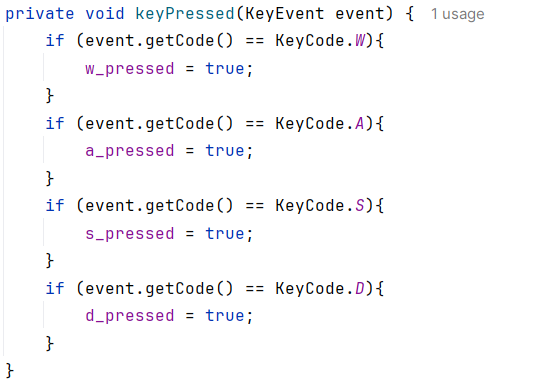 private void keyPressed(KeyEvent event) { 1 usage
    if (event.getCode() == KeyCode.W){
        w_pressed = true;
    }
    if (event.getCode() == KeyCode.A){
        a_pressed = true;
    }
    if (event.getCode() == KeyCode.S){
        s_pressed = true;
    }
    if (event.getCode() == KeyCode.D){
        d_pressed = true;
    }
}